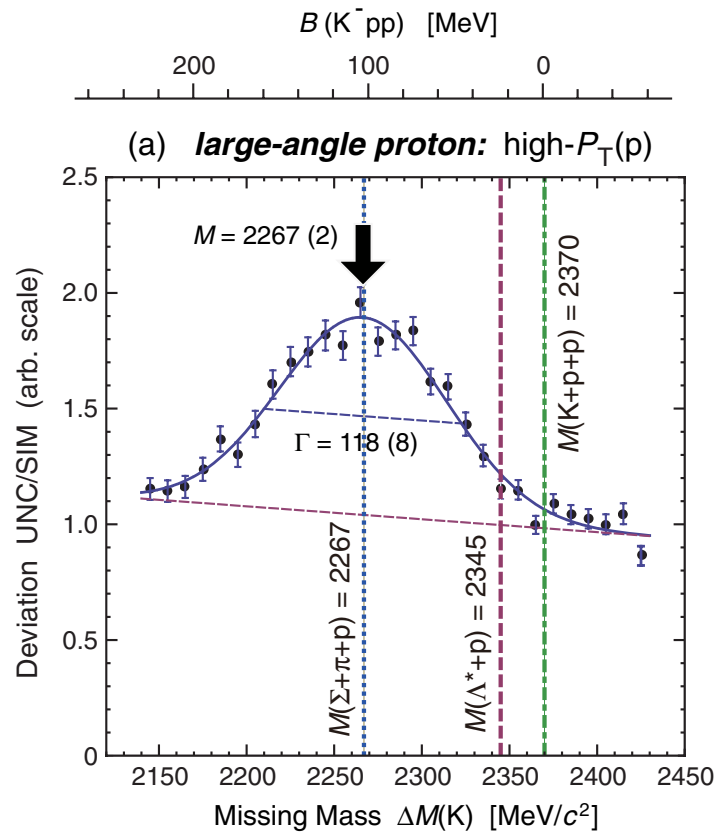 B (K⁻pp) [MeV]
200 100 0
(a) large-angle proton: high-P_T(p)
2.5
2.0
1.5
1.0
0.5
0
Deviation UNC/SIM (arb. scale)
M = 2267 (2)
Γ = 118 (8)
M(Σ+π+p) = 2267
M(Λ*+p) = 2345
M(K+p+p) = 2370
2150 2200 2250 2300 2350 2400 2450
Missing Mass ΔM(K) [MeV/c²]